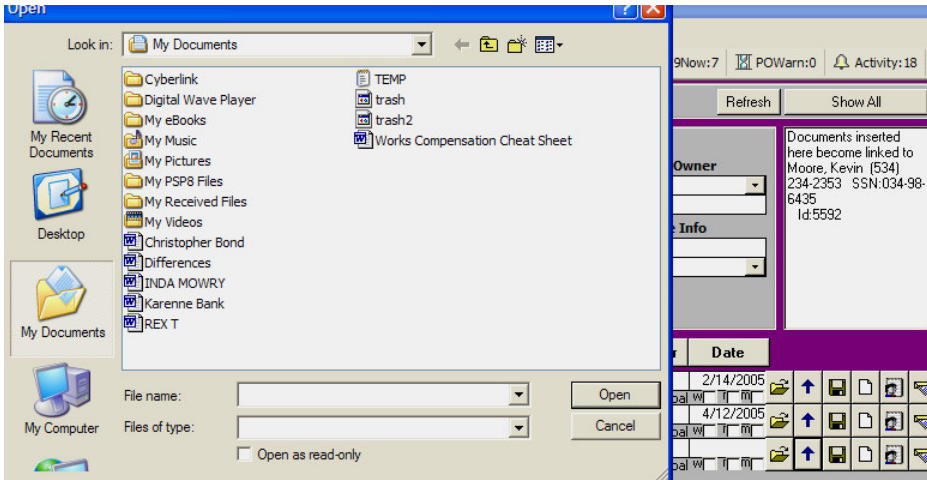 Open
Look in:
My Documents
My Recent
Documents
Desktop
My Documents
My Computer
Cyberlink
Digital Wave Player
My eBooks
My Music
My Pictures
My PSP8 Files
My Received Files
My Videos
Christopher Bond
Differences
INDA MOWRY
Karenne Bank
REX T
TEMP
trash
trash2
Works Compensation Cheat Sheet
File name:
Open
Files of type:
Cancel
Open as read-only
9Now:7 POWarn:0 Activity:18
Refresh Show All
Owner
Info
Documents inserted
here become linked to
Moore, Kevin (534)
234-2353 SSN:034-98-
6435
Id:5592
Date
2/14/2005
W T M
4/12/2005
W T M
W T M